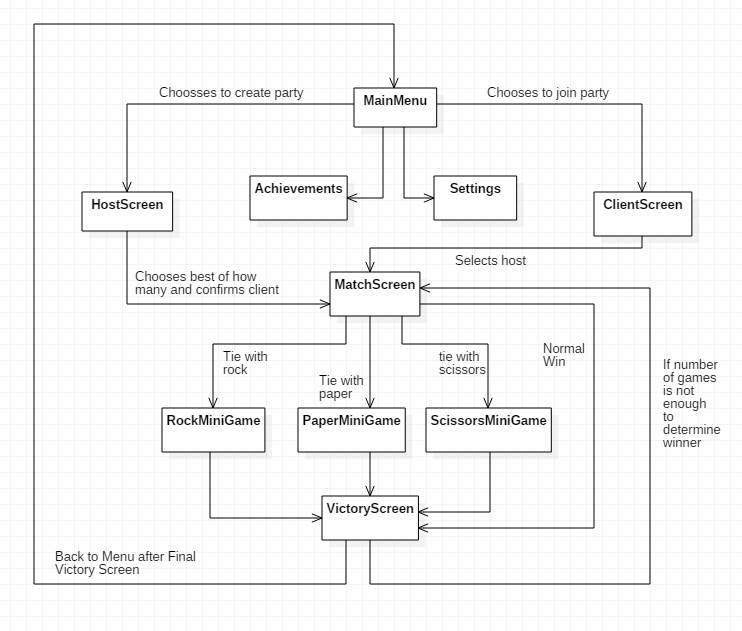 Choosses to create party
Chooses to join party
MainMenu
Achievements
Settings
HostScreen
ClientScreen
Selects host
Chooses best of how
many and confirms client
MatchScreen
Tie with
rock
Tie with
paper
tie with
scissors
Normal
Win
If number
of games
is not
enough
to
determine
winner
RockMiniGame
PaperMiniGame
ScissorsMiniGame
VictoryScreen
Back to Menu after Final
Victory Screen